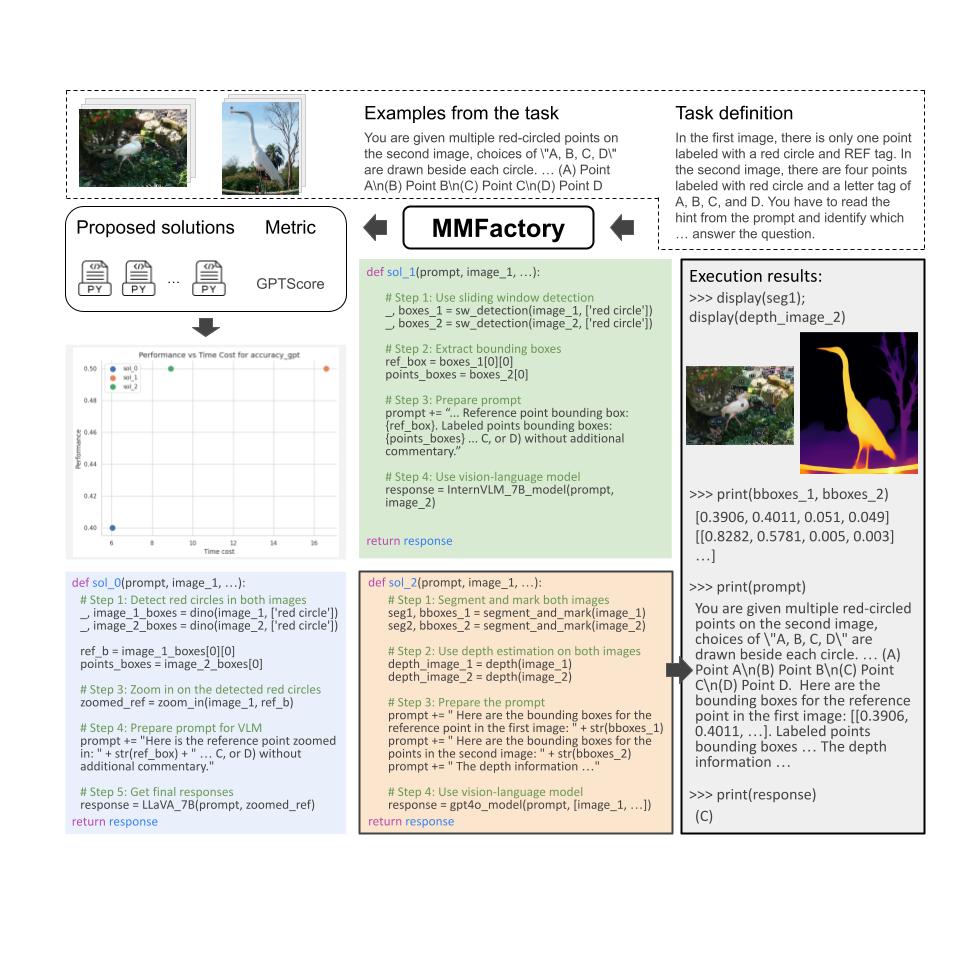 Examples from the task
You are given multiple red-circled points on
the second image, choices of \"A, B, C, D\"
are drawn beside each circle. … (A) Point
A\n(B) Point B\n(C) Point C\n(D) Point D
Task definition
In the first image, there is only one point
labeled with a red circle and REF tag. In
the second image, there are four points
labeled with red circle and a letter tag of
A, B, C, and D. You have to read the
hint from the prompt and identify which
… answer the question.
MMFactory
Proposed solutions
Metric
PY
PY
...
PY
GPTScore
Performance vs Time Cost for accuracy_gpt
sol_0
sol_1
sol_2
0.50
0.48
0.46
0.44
0.42
0.40
Performance
6
8
10
12
14
16
Time cost
def sol_1(prompt, image_1, …):
# Step 1: Use sliding window detection
_, boxes_1 = sw_detection(image_1, ['red circle'])
_, boxes_2 = sw_detection(image_2, ['red circle'])
# Step 2: Extract bounding boxes
ref_box = boxes_1[0][0]
points_boxes = boxes_2[0]
# Step 3: Prepare prompt
prompt += “... Reference point bounding box:
{ref_box}. Labeled points bounding boxes:
{points_boxes} ... C, or D) without additional
commentary.”
# Step 4: Use vision-language model
response = InternVLM_7B_model(prompt,
image_2)
return response
def sol_0(prompt, image_1, …):
# Step 1: Detect red circles in both images
_, image_1_boxes = dino(image_1, ['red circle'])
_, image_2_boxes = dino(image_2, ['red circle'])
ref_b = image_1_boxes[0][0]
points_boxes = image_2_boxes[0]
# Step 3: Zoom in on the detected red circles
zoomed_ref = zoom_in(image_1, ref_b)
# Step 4: Prepare prompt for VLM
prompt += "Here is the reference point zoomed
in: " + str(ref_box) + " … C, or D) without
additional commentary."
# Step 5: Get final responses
response = LLaVA_7B(prompt, zoomed_ref)
return response
def sol_2(prompt, image_1, …):
# Step 1: Segment and mark both images
seg1, bboxes_1 = segment_and_mark(image_1)
seg2, bboxes_2 = segment_and_mark(image_2)
# Step 2: Use depth estimation on both images
depth_image_1 = depth(image_1)
depth_image_2 = depth(image_2)
# Step 3: Prepare the prompt
prompt += " Here are the bounding boxes for the
reference point in the first image: " + str(bboxes_1)
prompt += " Here are the bounding boxes for the
points in the second image: " + str(bboxes_2)
prompt += " The depth information …"
# Step 4: Use vision-language model
response = gpt4o_model(prompt, [image_1, …])
return response
Execution results:
>>> display(seg1);
display(depth_image_2)
>>> print(bboxes_1, bboxes_2)
[0.3906, 0.4011, 0.051, 0.049]
[[0.8282, 0.5781, 0.005, 0.003]
…]
>>> print(prompt)
You are given multiple red-circled
points on the second image,
choices of \"A, B, C, D\" are
drawn beside each circle. … (A)
Point A\n(B) Point B\n(C) Point
C\n(D) Point D. Here are the
bounding boxes for the reference
point in the first image: [[0.3906,
0.4011, …]. Labeled points
bounding boxes … The depth
information …
>>> print(response)
(C)